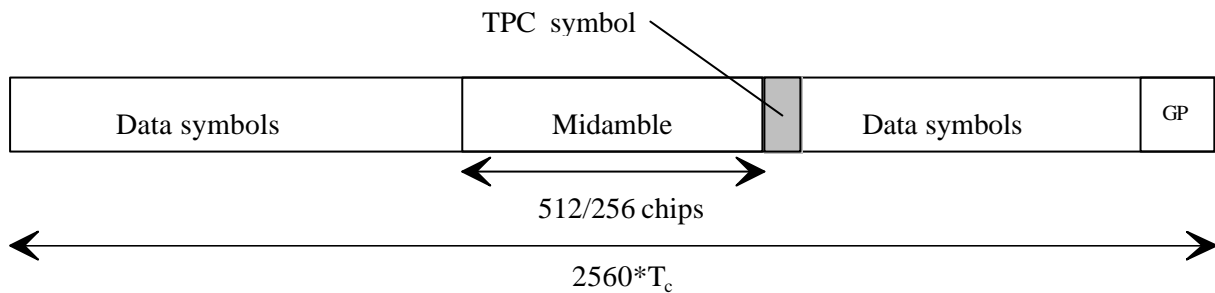 TPC symbol
Data symbols Midamble Data symbols GP
512/256 chips
2560*Tc